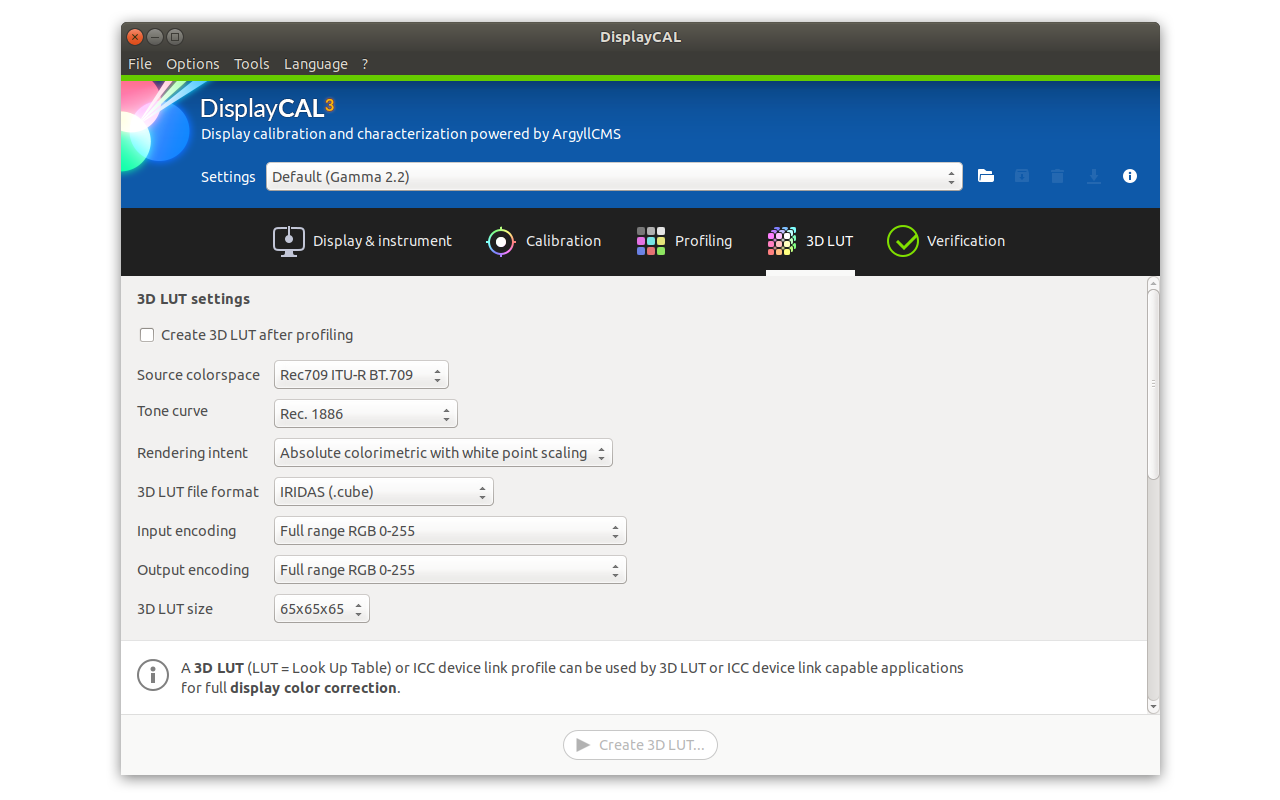 DisplayCAL
File Options Tools Language ?
DisplayCAL3
Display calibration and characterization powered by ArgyllCMS
Settings Default (Gamma 2.2)
Display & instrument Calibration Profiling 3D LUT Verification
3D LUT settings
Create 3D LUT after profiling
Source colorspace Rec709 ITU-R BT.709
Tone curve Rec. 1886
Rendering intent Absolute colorimetric with white point scaling
3D LUT file format IRIDAS (.cube)
Input encoding Full range RGB 0-255
Output encoding Full range RGB 0-255
3D LUT size 65x65x65
A 3D LUT (LUT = Look Up Table) or ICC device link profile can be used by 3D LUT or ICC device link capable applications
for full display color correction.
Create 3D LUT...